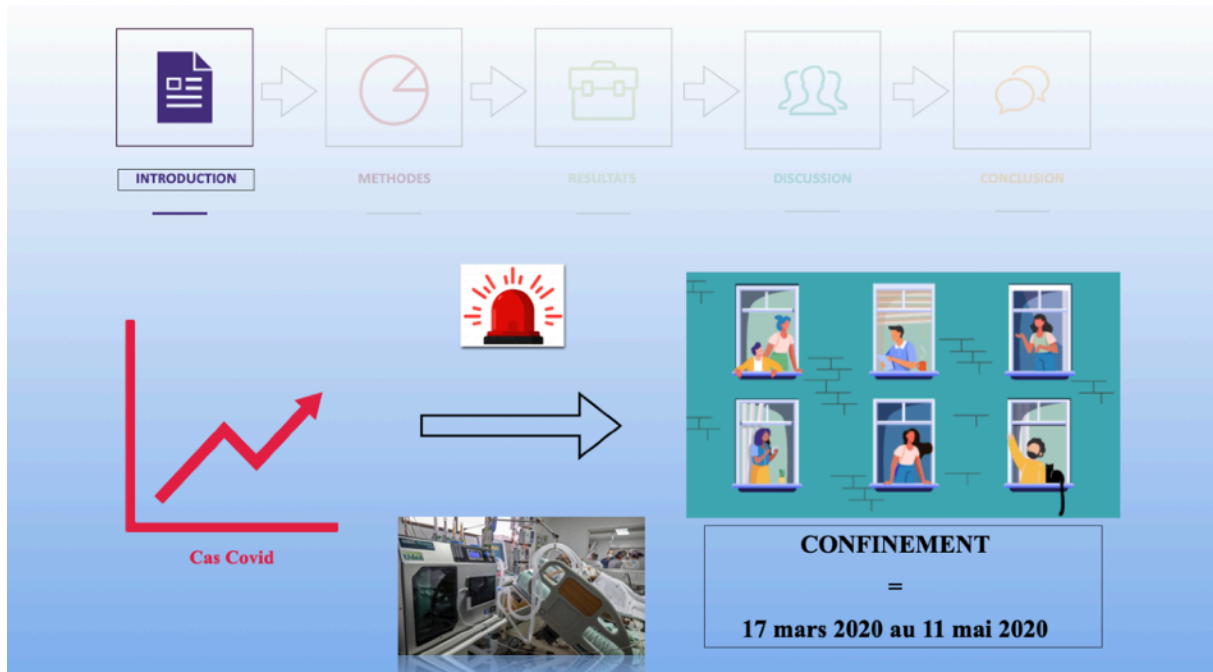 INTRODUCTION
METHODES
RESULTATS
DISCUSSION
CONCLUSION
Cas Covid
CONFINEMENT
=
17 mars 2020 au 11 mai 2020